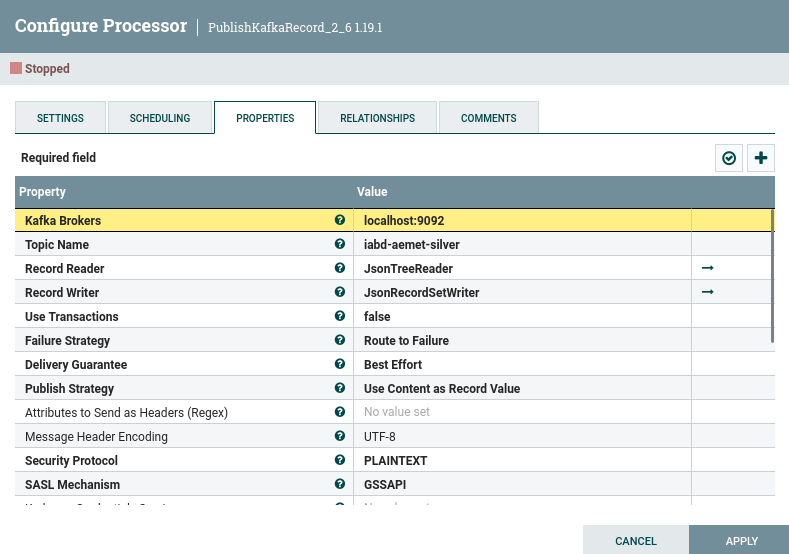 Configure Processor | PublishKafkaRecord_2_6 1.19.1
Stopped
SETTINGS SCHEDULING PROPERTIES RELATIONSHIPS COMMENTS
Required field
Property Value
Kafka Brokers localhost:9092
Topic Name iabd-aemet-silver
Record Reader JsonTreeReader
Record Writer JsonRecordSetWriter
Use Transactions false
Failure Strategy Route to Failure
Delivery Guarantee Best Effort
Publish Strategy Use Content as Record Value
Attributes to Send as Headers (Regex) No value set
Message Header Encoding UTF-8
Security Protocol PLAINTEXT
SASL Mechanism GSSAPI
CANCEL APPLY